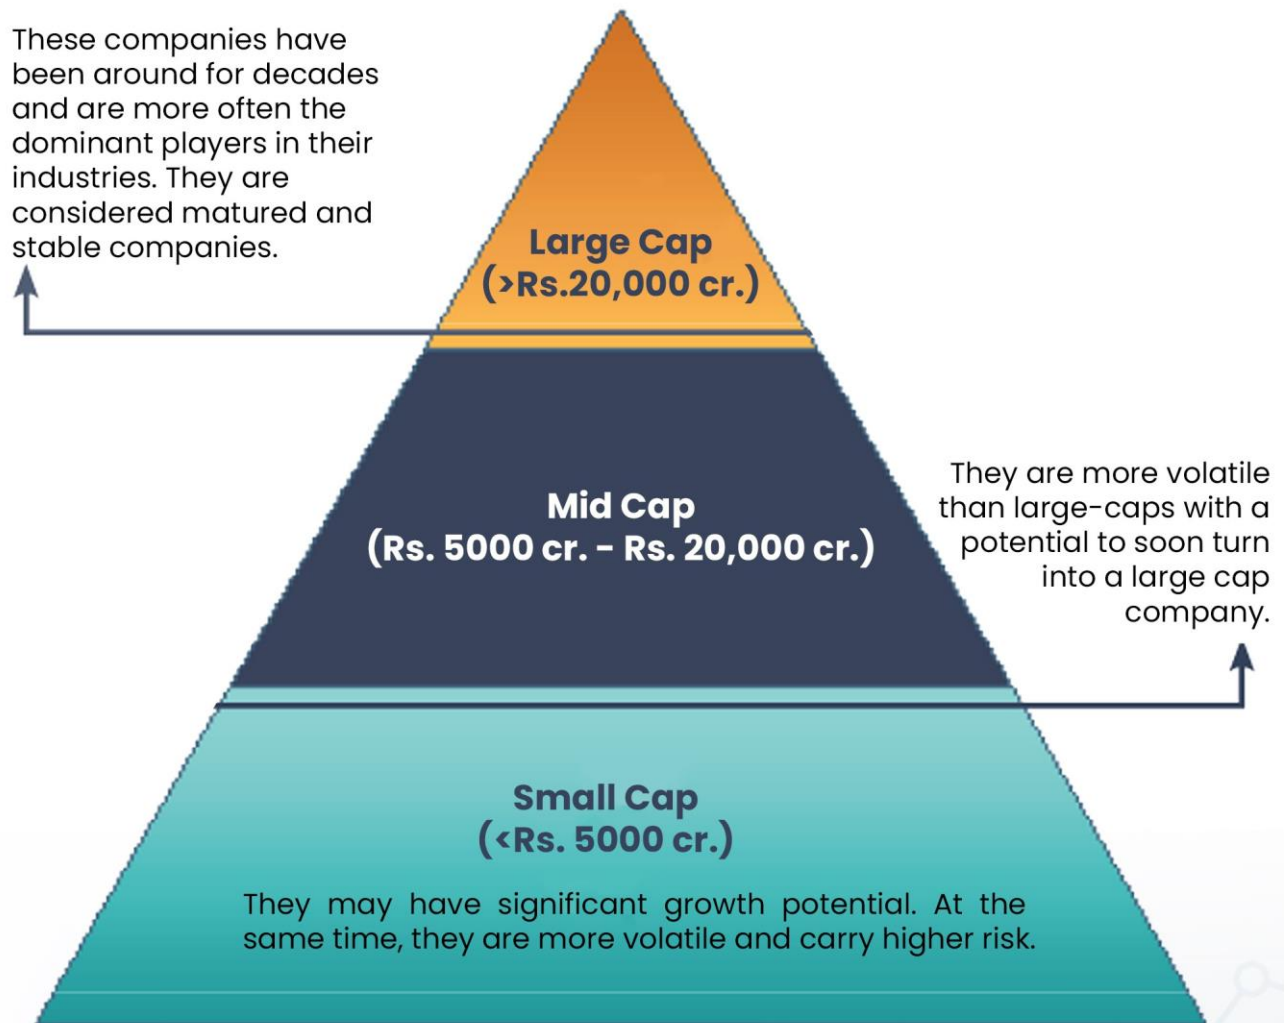 These companies have
been around for decades
and are more often the
dominant players in their
industries. They are
considered matured and
stable companies.
Large Cap
(>Rs.20,000 cr.)
Mid Cap
(Rs. 5000 cr. - Rs. 20,000 cr.)
They are more volatile
than large-caps with a
potential to soon turn
into a large cap
company.
Small Cap
(<Rs. 5000 cr.)
They may have significant growth potential. At the
same time, they are more volatile and carry higher risk.